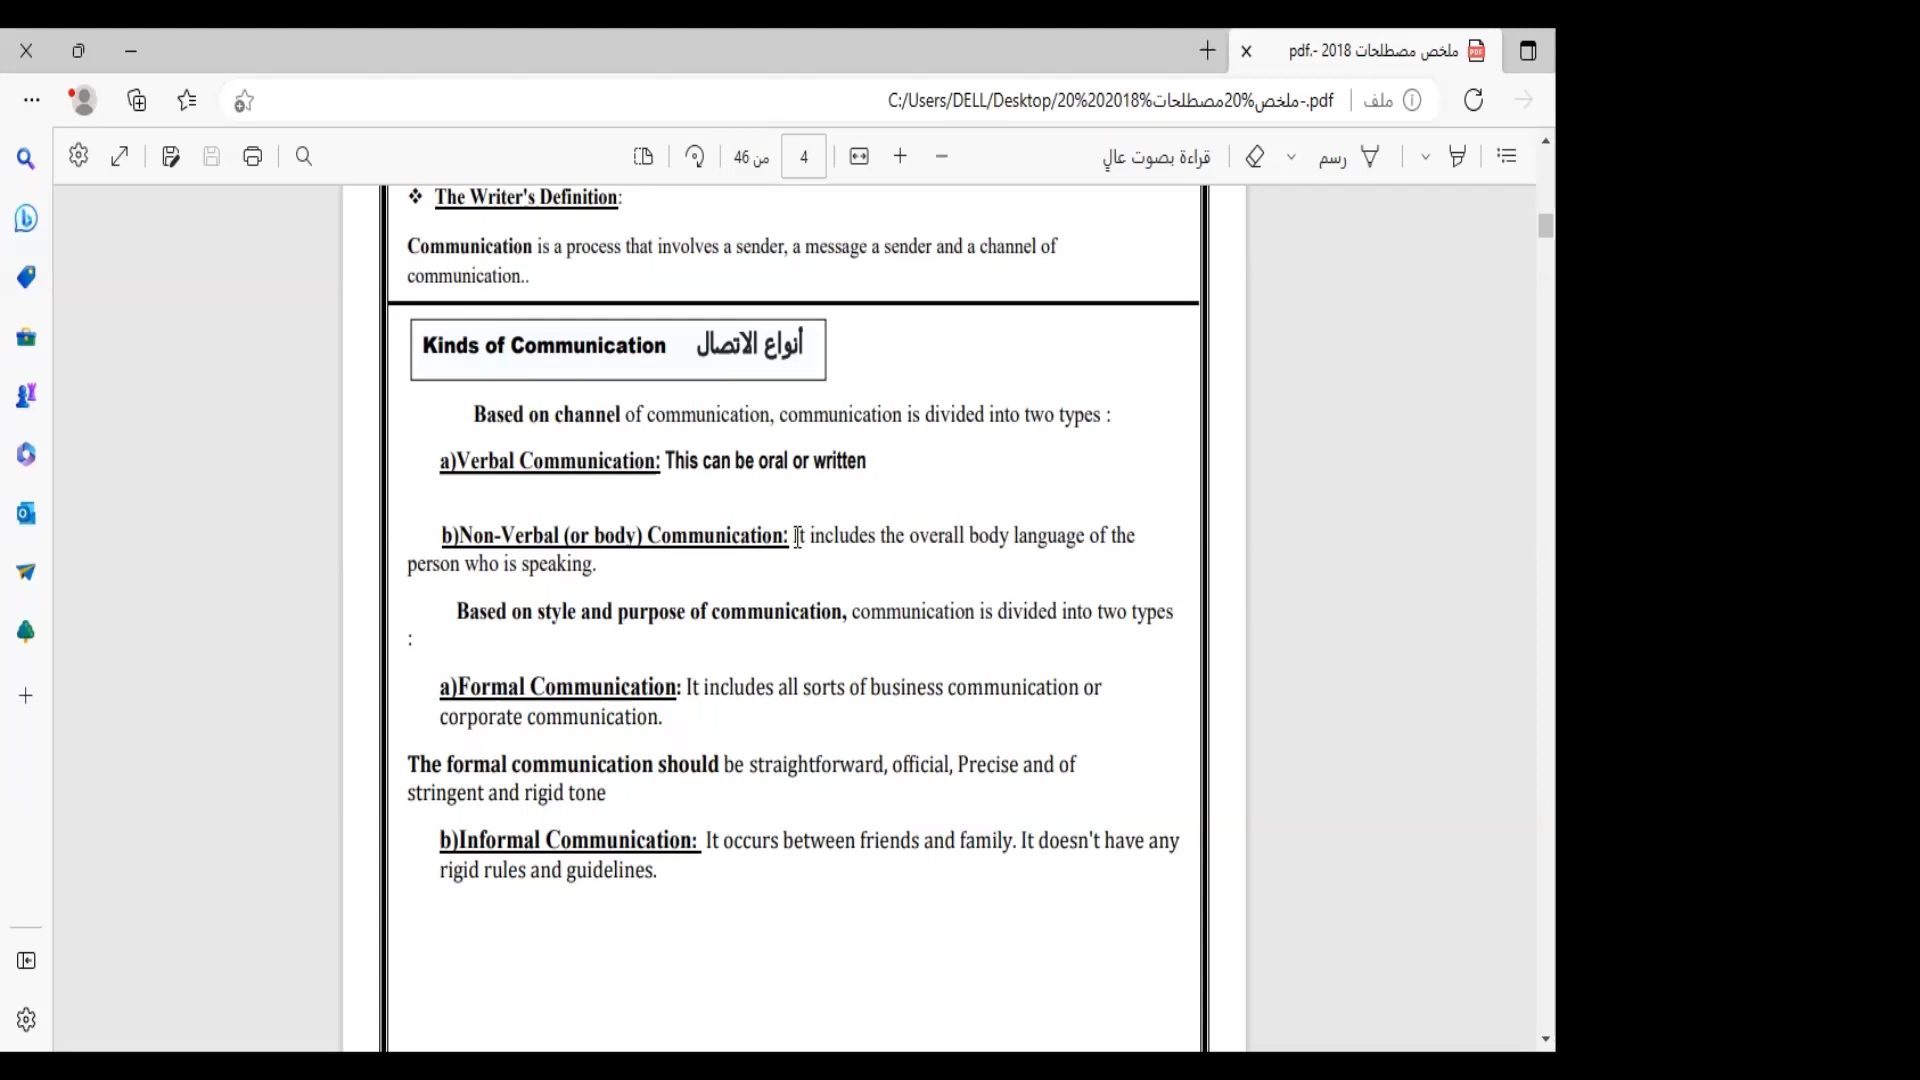 ملخص مصطلحات 2018 -.pdf
C:/Users/DELL/Desktop/20%202018%ملخص%20مصطلحات-.pdf
ملف
قراءة بصوت عالٍ
رسم
4
من 46
❖ The Writer's Definition:
Communication is a process that involves a sender, a message a sender and a channel of
communication..
Kinds of Communication أنواع الاتصال
Based on channel of communication, communication is divided into two types :
a)Verbal Communication: This can be oral or written
b)Non-Verbal (or body) Communication: It includes the overall body language of the
person who is speaking.
Based on style and purpose of communication, communication is divided into two types
:
a)Formal Communication: It includes all sorts of business communication or
corporate communication.
The formal communication should be straightforward, official, Precise and of
stringent and rigid tone
b)Informal Communication: It occurs between friends and family. It doesn't have any
rigid rules and guidelines.